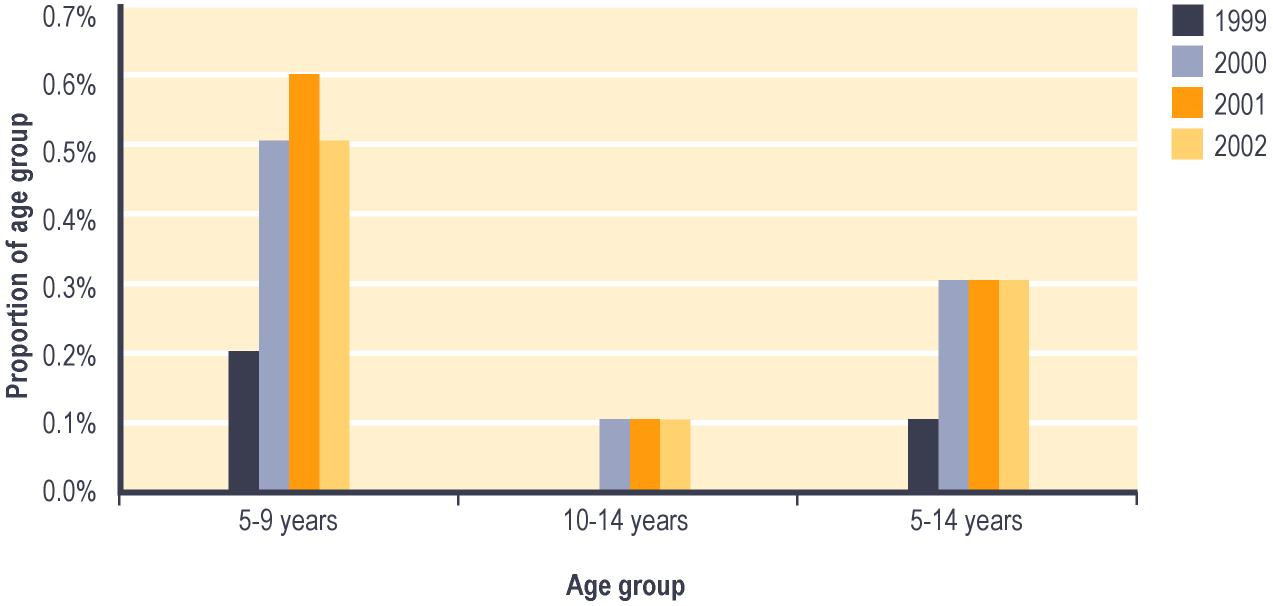 0.7%
0.6%
0.5%
0.4%
0.3%
0.2%
0.1%
0.0%
Proportion of age group
5-9 years
10-14 years
5-14 years
Age group
1999
2000
2001
2002